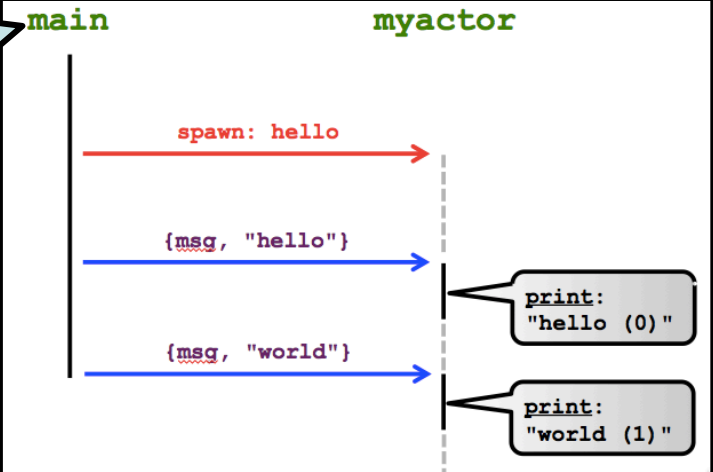 main
myactor
spawn: hello
{msg, "hello"}
print:
"hello (0)"
{msg, "world"}
print:
"world (1)"